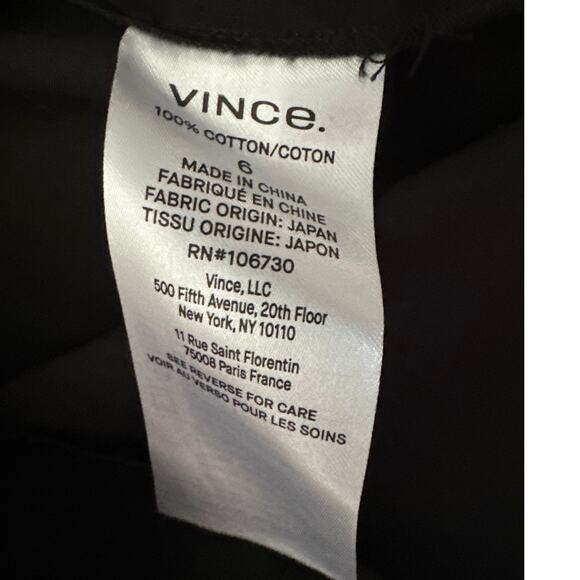 VINCe.
100% COTTON/COTON
6
MADE IN CHINA
FABRIQUÉ EN CHINE
FABRIC ORIGIN: JAPAN
TISSU ORIGINE: JAPON
RN#106730
Vince, LLC
500 Fifth Avenue, 20th Floor
New York, NY 10110
11 Rue Saint Florentin
75008 Paris France
SEE REVERSE FOR CARE
VOIR AU VERSO POUR LES SOINS